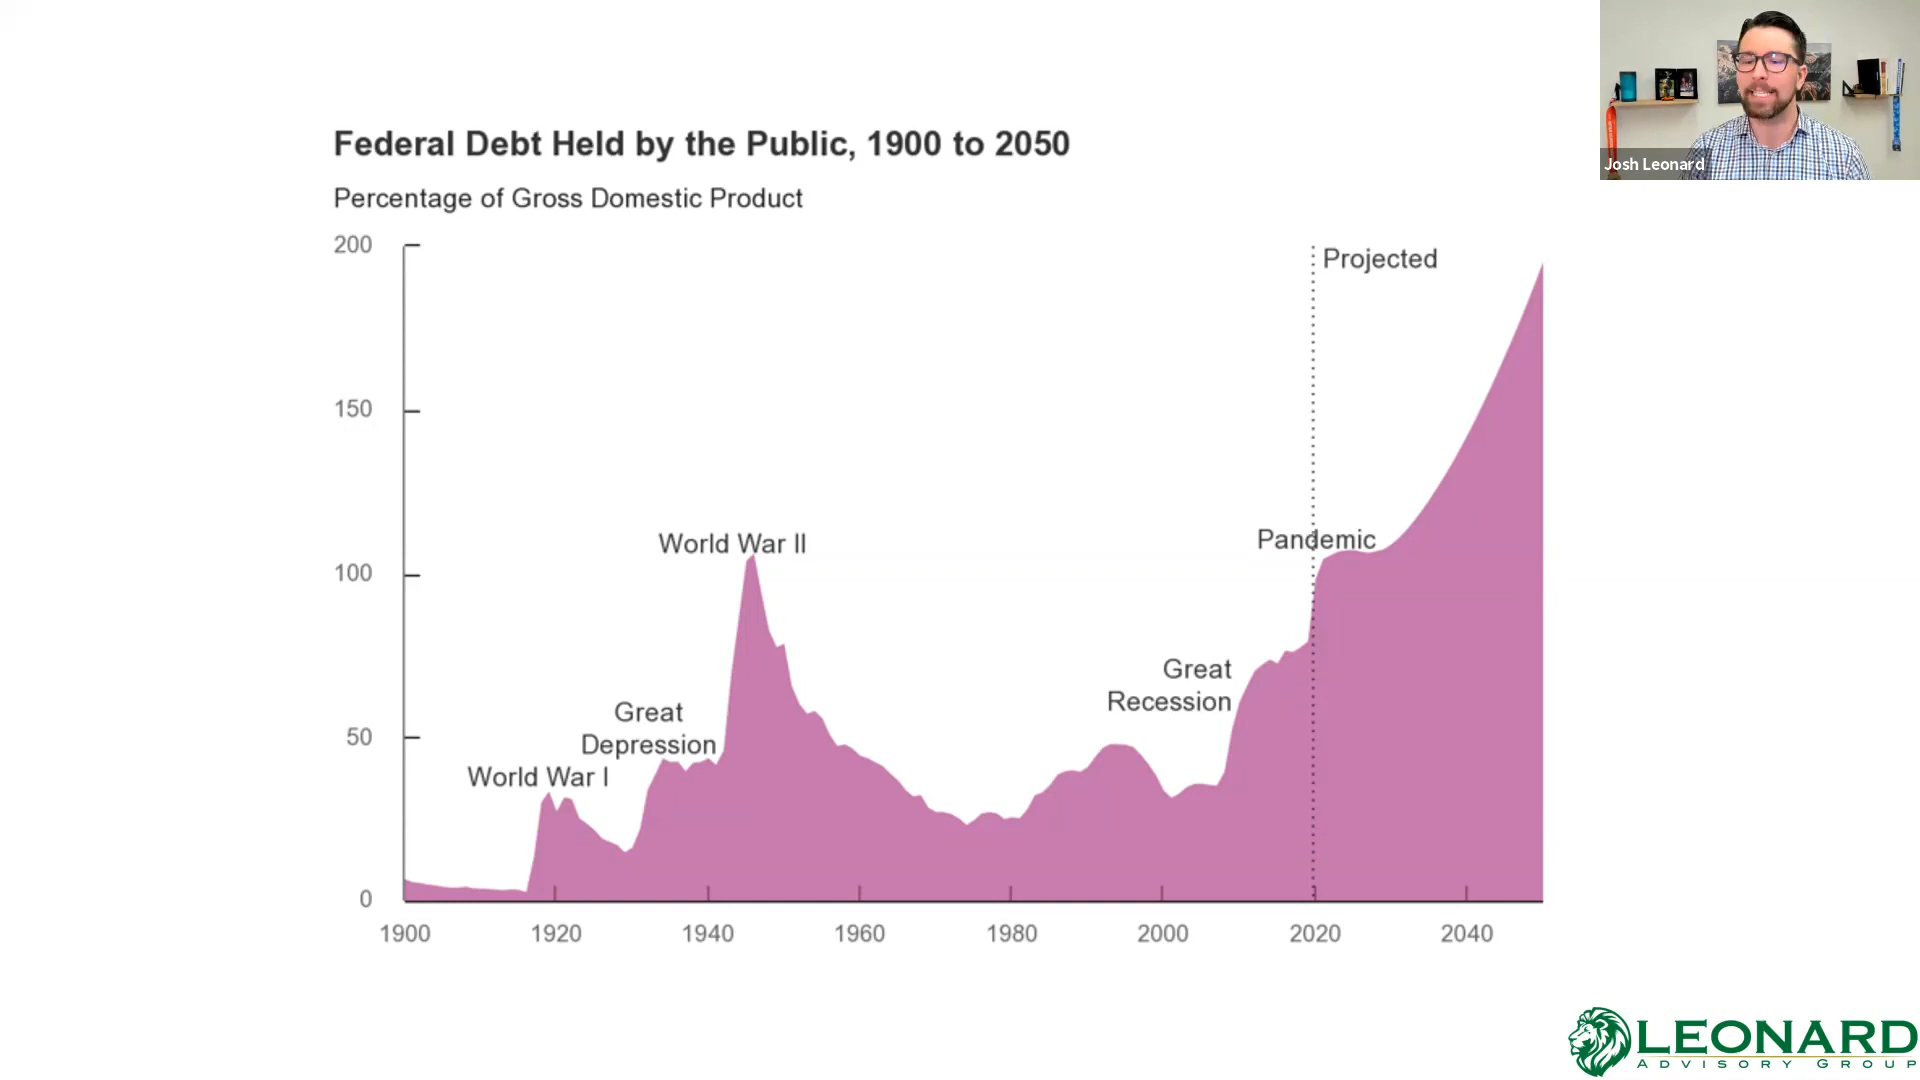 Federal Debt Held by the Public, 1900 to 2050
Percentage of Gross Domestic Product
200
150
100
50
0
Projected
Pandemic
World War II
Great
Recession
Great
Depression
World War I
1900
1920
1940
1960
1980
2000
2020
2040
Josh Leonard
LEONARD
ADVISORY GROUP